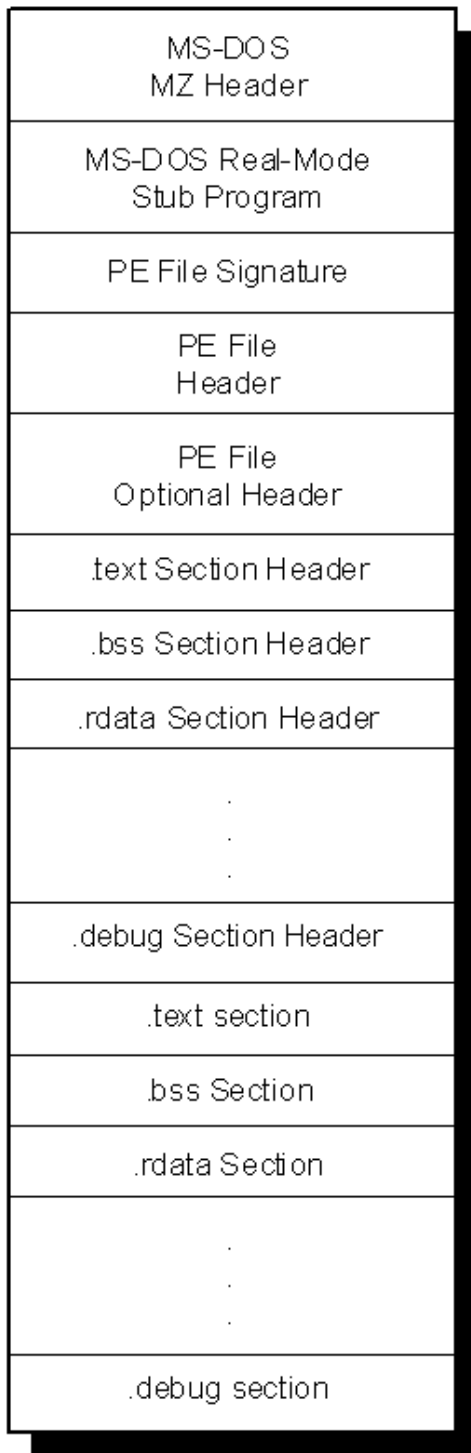 MS-DOS
MZ Header
MS-DOS Real-Mode
Stub Program
PE File Signature
PE File
Header
PE File
Optional Header
.text Section Header
.bss Section Header
.rdata Section Header
.
.
.
.debug Section Header
.text section
.bss Section
.rdata Section
.
.
.
.debug section